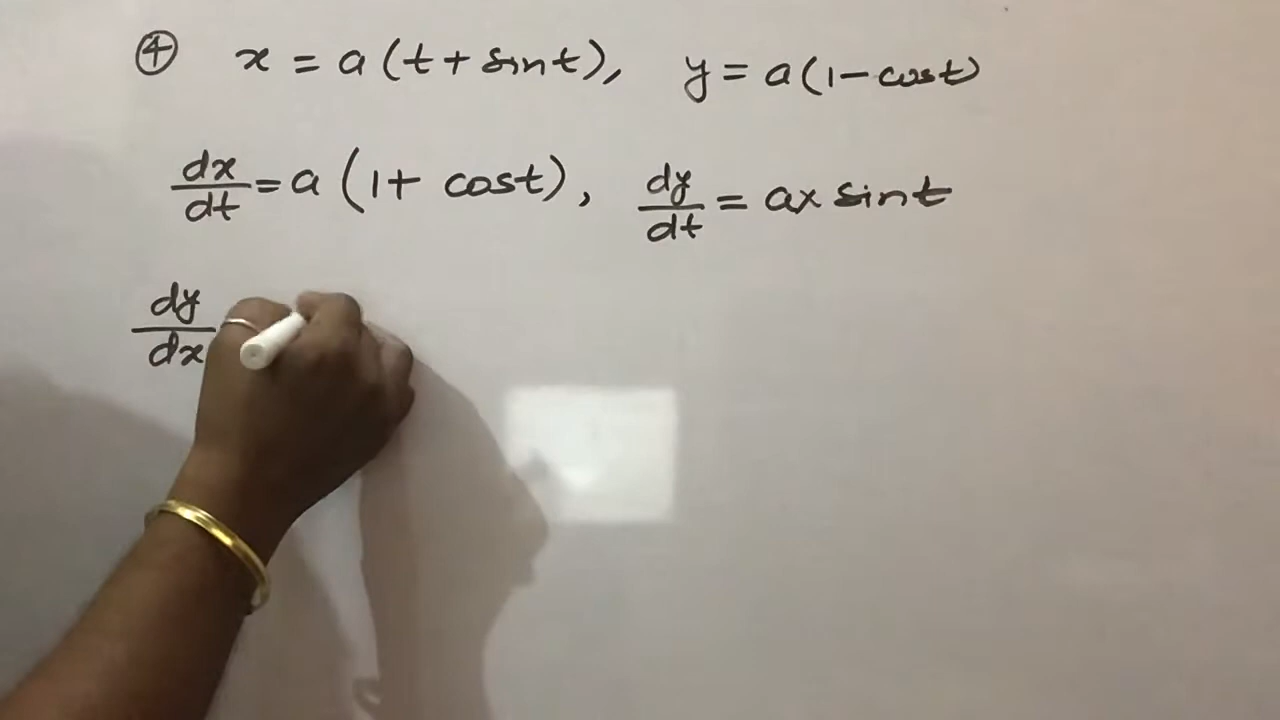 ④ x = a (t + sint), y = a (1 - cost)
dx/dt = a (1 + cost), dy/dt = a x sint
dy/dx